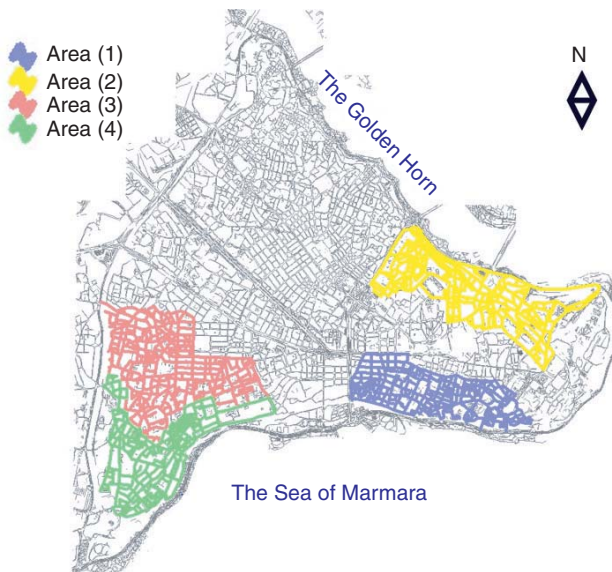 Area (1)
Area (2)
Area (3)
Area (4)
N
The Golden Horn
The Sea of Marmara